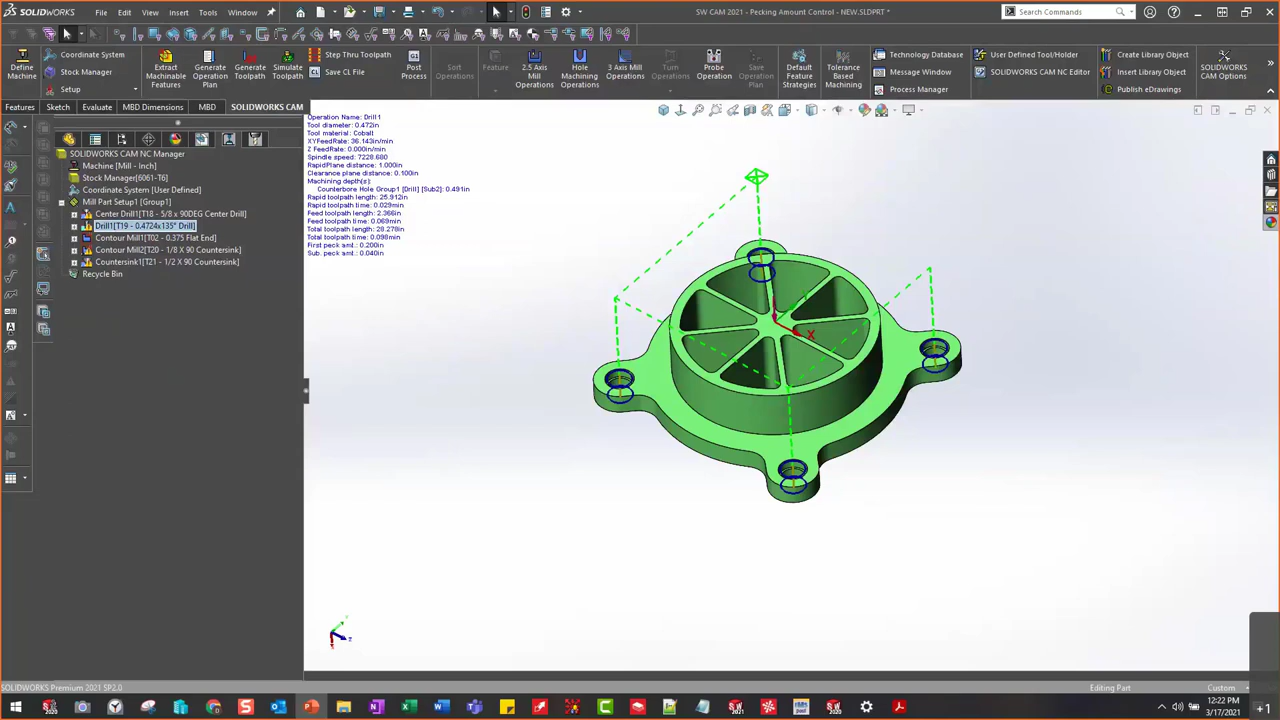 SOLIDWORKS
File Edit View Insert Tools Window
SW CAM 2021 - Pecking Amount Control - NEW.SLDPRT *
Search Commands
Define Machine
Coordinate System
Stock Manager
Setup
Extract Machinable Features
Generate Operation Plan
Generate Toolpath
Simulate Toolpath
Step Thru Toolpath
Save CL File
Post Process
Sort Operations
Feature
2.5 Axis Mill Operations
Hole Machining Operations
3 Axis Mill Operations
Turn Operations
Probe Operation
Save Operation Plan
Default Feature Strategies
Tolerance Based Machining
Technology Database
Message Window
Process Manager
User Defined Tool/Holder
SOLIDWORKS CAM NC Editor
Create Library Object
Insert Library Object
Publish eDrawings
SOLIDWORKS CAM Options
Features Sketch Evaluate MBD Dimensions MBD SOLIDWORKS CAM
SOLIDWORKS CAM NC Manager
Machine [Mill - Inch]
Stock Manager[6061-T6]
Coordinate System [User Defined]
Mill Part Setup1 [Group1]
Center Drill1[T18 - 5/8 x 90DEG Center Drill]
Drill1[T19 - 0.4724x135° Drill]
Contour Mill1[T02 - 0.375 Flat End]
Contour Mill2[T20 - 1/8 X 90 Countersink]
Countersink1[T21 - 1/2 X 90 Countersink]
Recycle Bin
Operation Name: Drill1
Tool diameter: 0.472in
Tool material: Cobalt
XYFeedRate: 36.143in/min
Z FeedRate: 0.000in/min
Spindle speed: 7228.680
RapidPlane distance: 1.000in
Clearance plane distance: 0.100in
Machining depth(s):
Counterbore Hole Group1 [Drill] [Sub2]: 0.491in
Rapid toolpath length: 25.912in
Rapid toolpath time: 0.029min
Feed toolpath length: 2.366in
Feed toolpath time: 0.069min
Total toolpath length: 28.278in
Total toolpath time: 0.098min
First peck amt.: 0.200in
Sub. peck amt.: 0.040in
X
SOLIDWORKS Premium 2021 SP2.0
Editing Part
Custom
12:22 PM
3/17/2021
+1